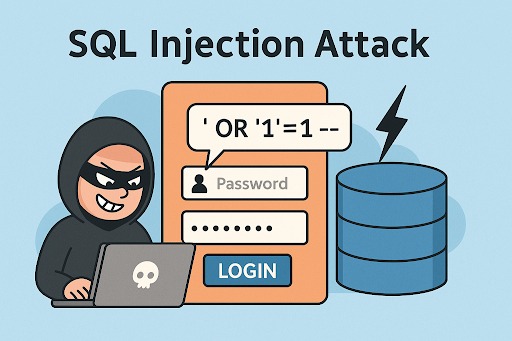 SQL Injection Attack
' OR '1'=1 --
Password
••••••••
LOGIN